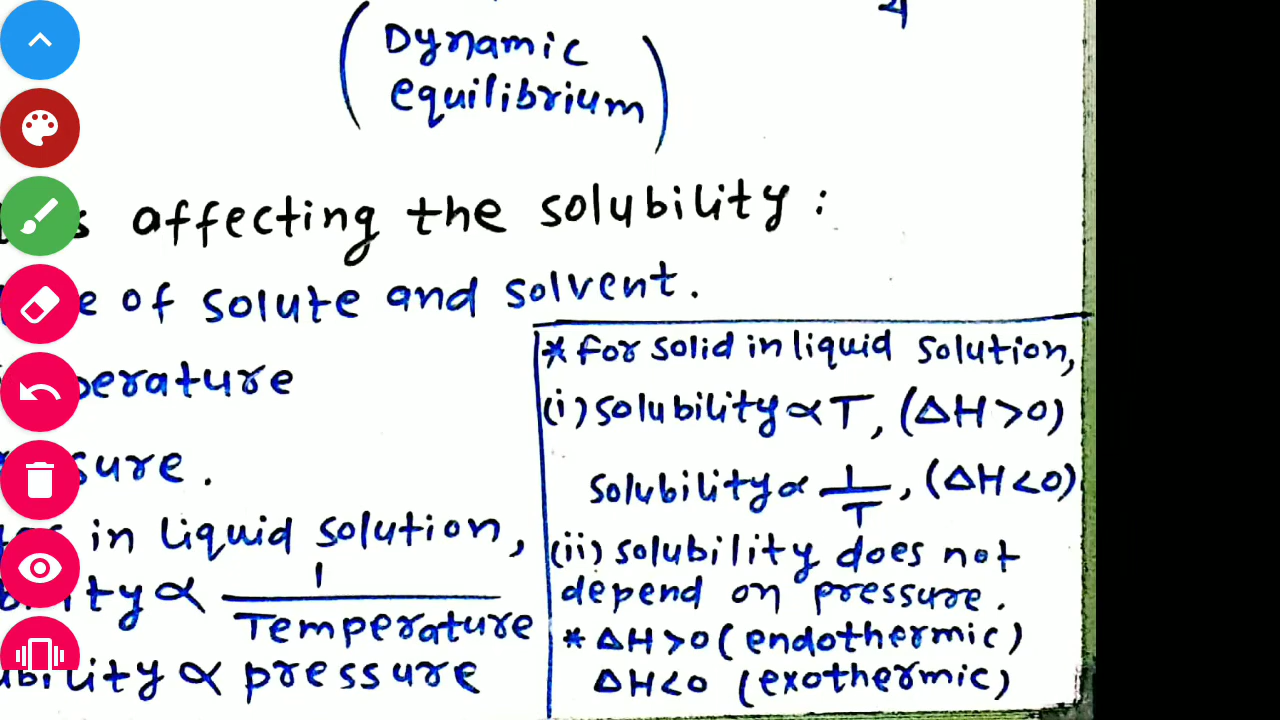 4
( Dynamic
equilibrium )
s affecting the solubility :
e of solute and solvent.
perature
sure.
in liquid solution,
ity ∝ 1/Temperature
ubility ∝ pressure
* for solid in liquid solution,
(i) solubility ∝ T, (ΔH>0)
solubility ∝ 1/T, (ΔH<0)
(ii) solubility does not
depend on pressure.
* ΔH>0 (endothermic)
ΔH<0 (exothermic)